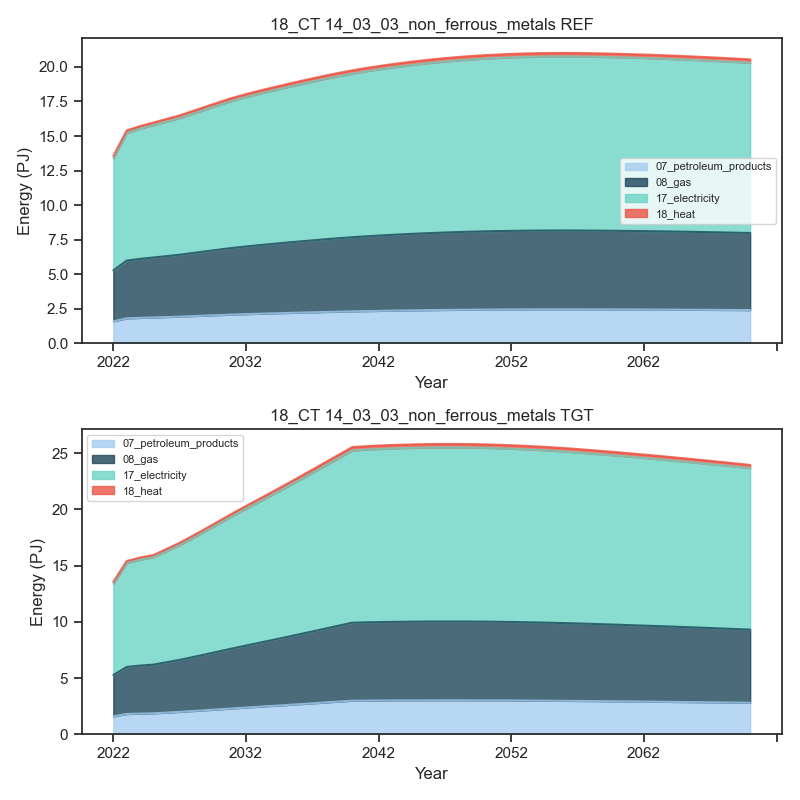 18_CT 14_03_03_non_ferrous_metals REF
Energy (PJ)
20.0
17.5
15.0
12.5
10.0
7.5
5.0
2.5
0.0
07_petroleum_products
08_gas
17_electricity
18_heat
2022 2032 2042 2052 2062
Year
18_CT 14_03_03_non_ferrous_metals TGT
Energy (PJ)
25
20
15
10
5
0
07_petroleum_products
08_gas
17_electricity
18_heat
2022 2032 2042 2052 2062
Year